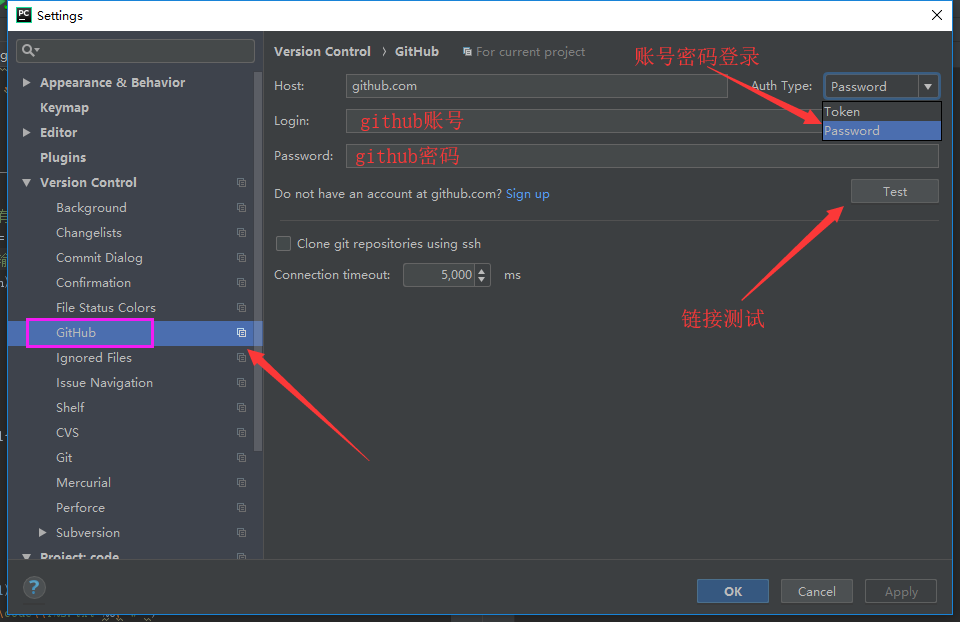 PC Settings
Version Control › GitHub For current project
账号密码登录
Appearance & Behavior
Host: github.com Auth Type: Password
Keymap
Token
Login: github账号
Editor
Password
Plugins
Password: github密码
Version Control
Do not have an account at github.com? Sign up Test
Background
Changelists
Clone git repositories using ssh
Commit Dialog
Connection timeout: 5,000 ms
Confirmation
File Status Colors
链接测试
GitHub
Ignored Files
Issue Navigation
Shelf
CVS
Git
Mercurial
Perforce
Subversion
Project: code
?
OK Cancel Apply